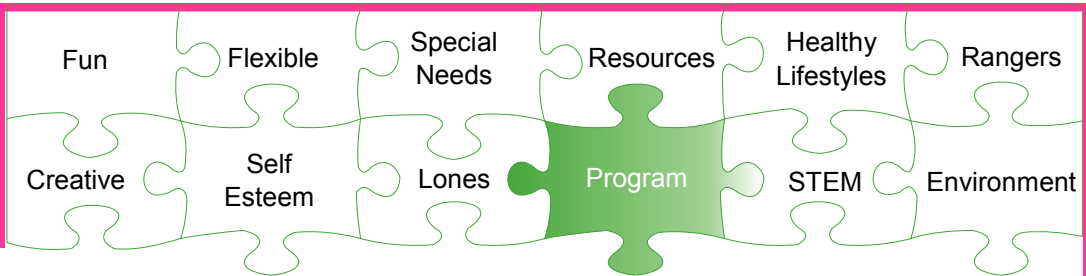 Fun
Flexible
Special
Needs
Resources
Healthy
Lifestyles
Rangers
Creative
Self
Esteem
Lones
Program
STEM
Environment